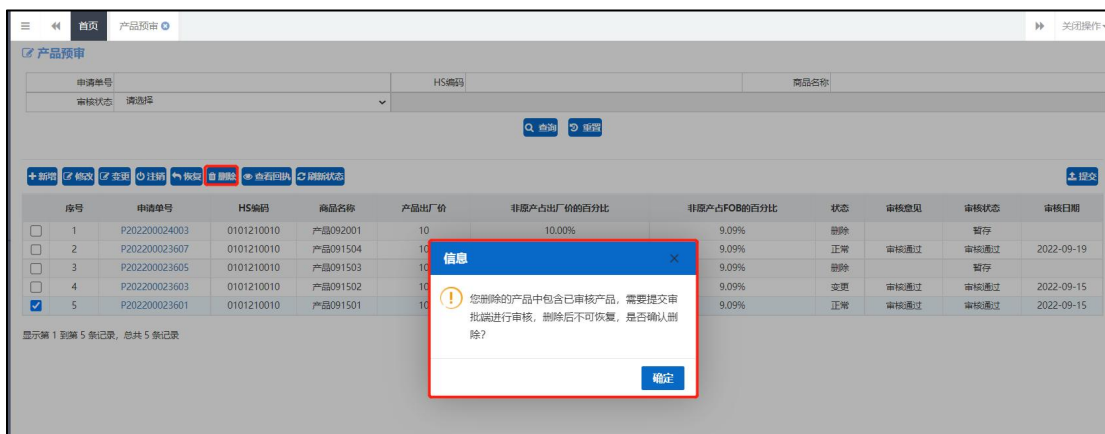 首页 产品预审 关闭操作
产品预审
申请单号 HS编码 商品名称
审核状态 请选择
查询 重置
新增 修改 变更 注销 恢复 删除 查看回执 刷新状态 提交
序号 申请单号 HS编码 商品名称 产品出厂价 非原产占出厂价的百分比 非原产占FOB的百分比 状态 审核意见 审核状态 审核日期
1 P202200024003 0101210010 产品092001 10 10.00% 9.09% 删除 暂存
2 P202200023607 0101210010 产品091504 10 9.09% 正常 审核通过 审核通过 2022-09-19
3 P202200023605 0101210010 产品091503 10 9.09% 删除 暂存
4 P202200023603 0101210010 产品091502 10 9.09% 变更 审核通过 审核通过 2022-09-15
5 P202200023601 0101210010 产品091501 10 9.09% 正常 审核通过 审核通过 2022-09-15
显示第 1 到第 5 条记录，总共 5 条记录
信息
您删除的产品中包含已审核产品，需要提交审
批端进行审核，删除后不可恢复，是否确认删
除？
确定